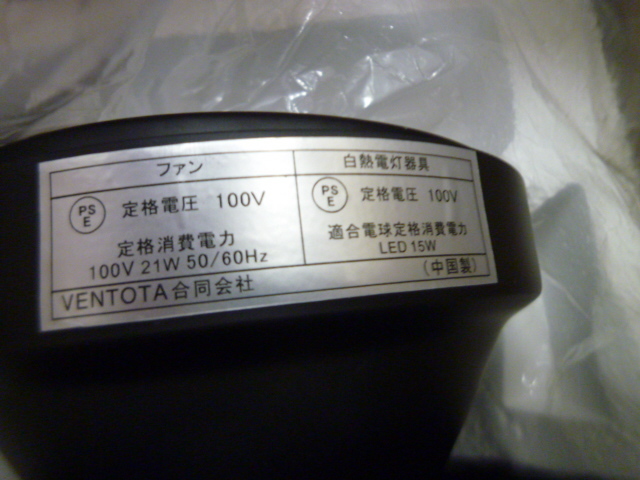 ファン
PS
E
定格電圧 100V
定格消費電力
100V 21W 50/60Hz
白熱電灯器具
PS
E
定格電圧 100V
適合電球定格消費電力
LED 15W
VENTOTA合同会社
(中国製)